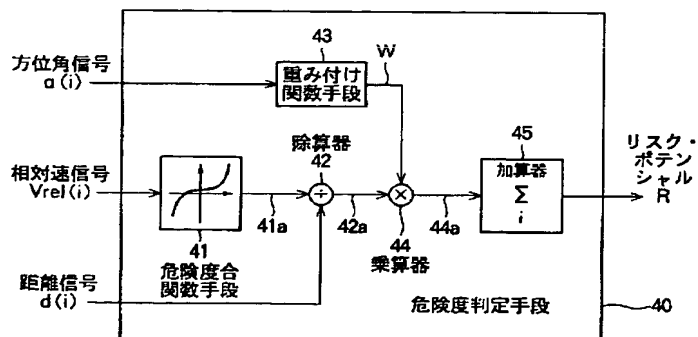 方位角信号
a(i)
43
重み付け
関数手段
W
相対速信号
Vrel(i)
除算器
42
÷
×
45
加算器
Σ
i
リスク・
ポテン
シャル
R
41a
42a
44
44a
乗算器
41
危険度合
関数手段
距離信号
d(i)
危険度判定手段
40